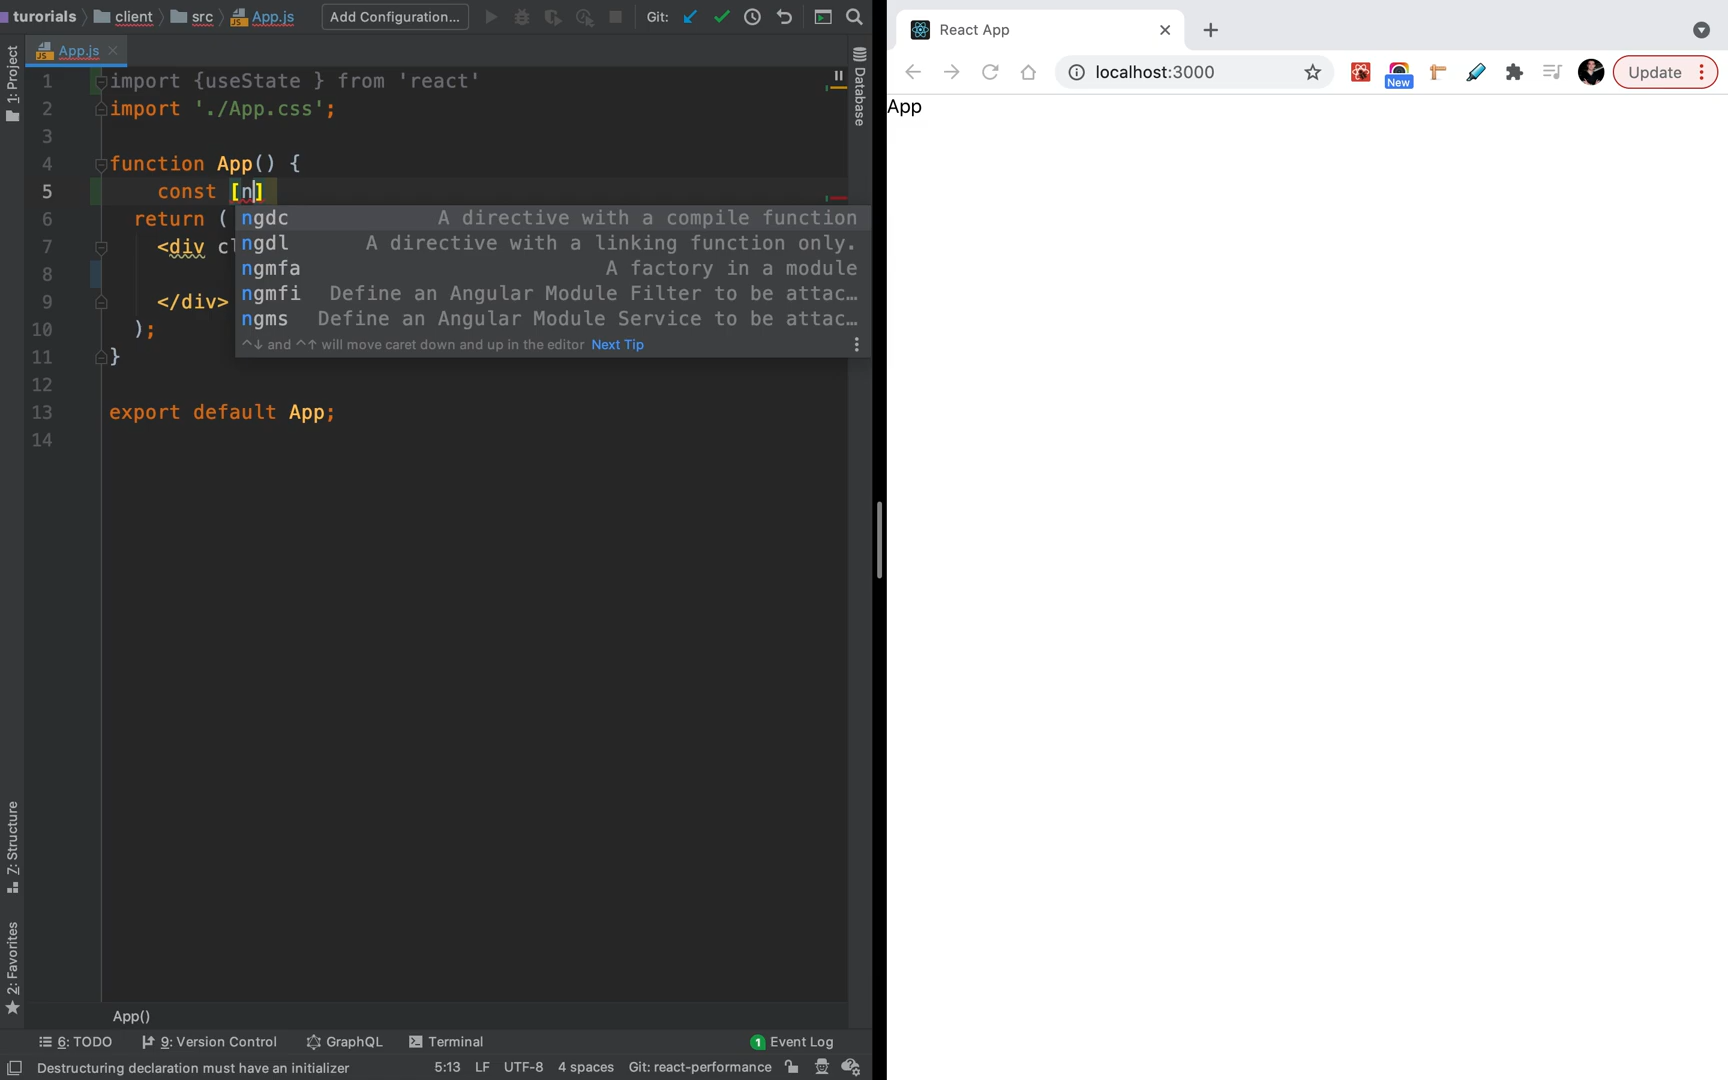 turorials client src App.js Add Configuration... Git:
App.js
1: Project
Database
1 import {useState } from 'react'
2 import './App.css';
3
4 function App() {
5 const [n]
6 return (
7 <div cl
8
9 </div>
10 );
11 }
12
13 export default App;
14
ngdc A directive with a compile function
ngdl A directive with a linking function only.
ngmfa A factory in a module
ngmfi Define an Angular Module Filter to be attac…
ngms Define an Angular Module Service to be attac…
^↓ and ^↑ will move caret down and up in the editor Next Tip
7: Structure
2: Favorites
App()
6: TODO 9: Version Control GraphQL Terminal 1 Event Log
Destructuring declaration must have an initializer 5:13 LF UTF-8 4 spaces Git: react-performance
React App
localhost:3000 New Update
App